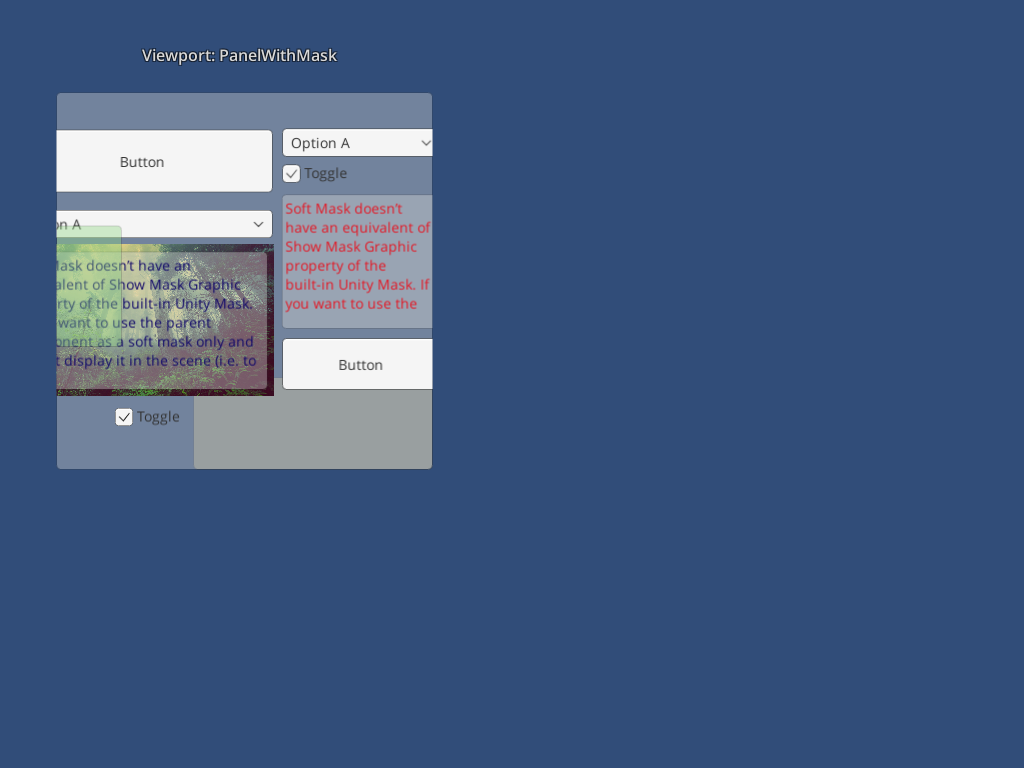 Viewport: PanelWithMask
Button
Option A
Toggle
on A
Soft Mask doesn't
have an equivalent of
Show Mask Graphic
property of the
built-in Unity Mask. If
you want to use the
Mask doesn't have an
alent of Show Mask Graphic
rty of the built-in Unity Mask.
want to use the parent
onent as a soft mask only and
t display it in the scene (i.e. to
Button
Toggle